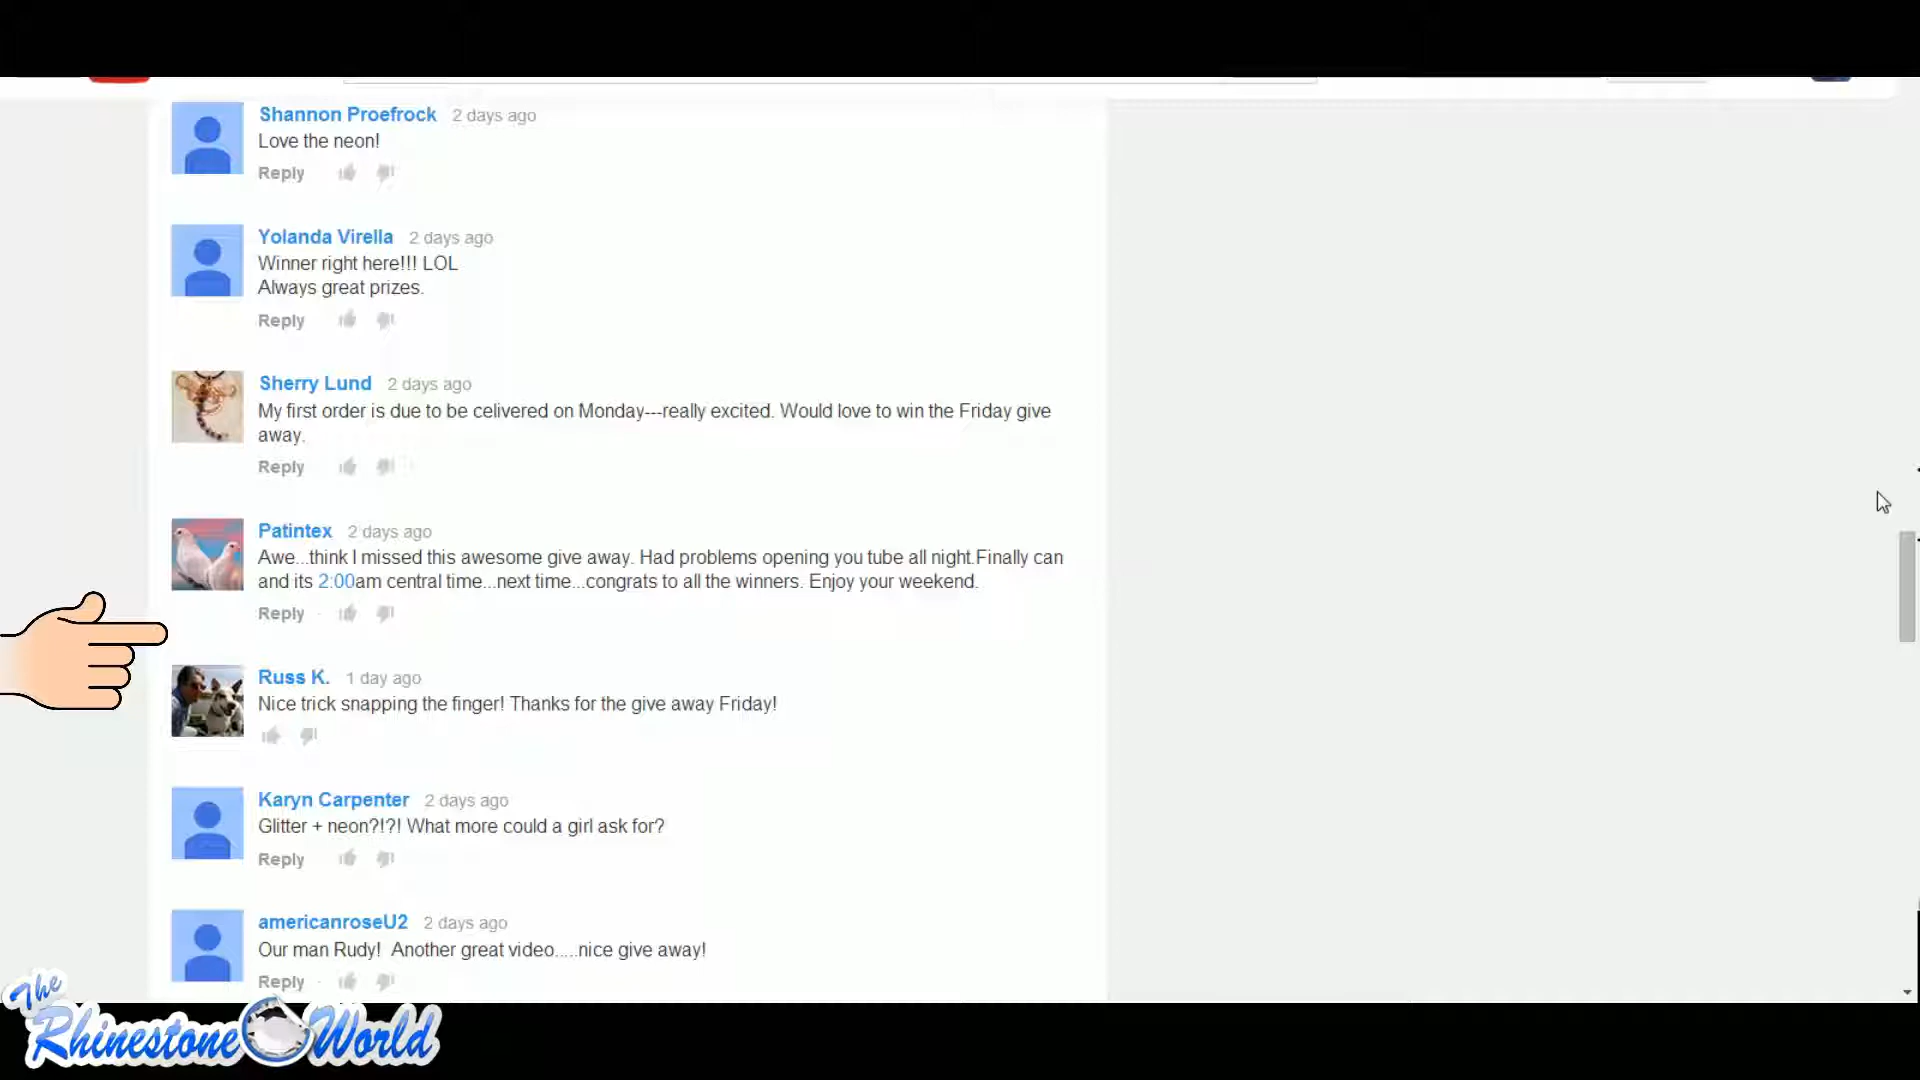 Shannon Proefrock 2 days ago
Love the neon!
Reply
Yolanda Virella 2 days ago
Winner right here!!! LOL
Always great prizes.
Reply
Sherry Lund 2 days ago
My first order is due to be celivered on Monday---really excited. Would love to win the Friday give
away.
Reply
Patintex 2 days ago
Awe...think I missed this awesome give away. Had problems opening you tube all night.Finally can
and its 2:00am central time...next time...congrats to all the winners. Enjoy your weekend.
Reply
Russ K. 1 day ago
Nice trick snapping the finger! Thanks for the give away Friday!
Karyn Carpenter 2 days ago
Glitter + neon?!?! What more could a girl ask for?
Reply
americanroseU2 2 days ago
Our man Rudy! Another great video.....nice give away!
Reply
The
Rhinestone World